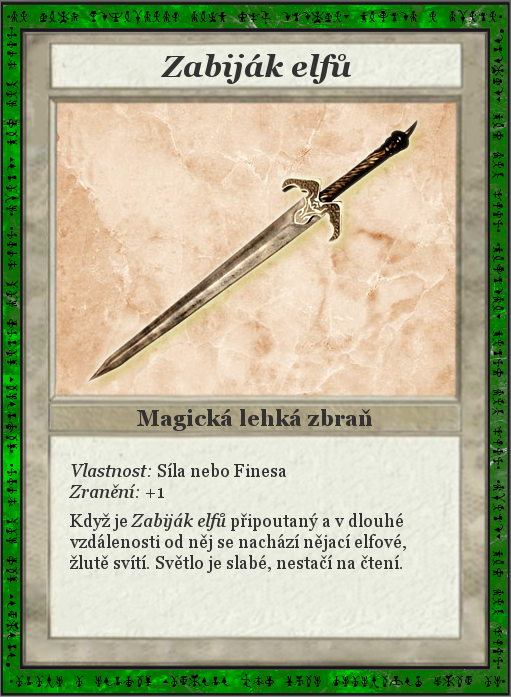 Zabiják elfů
Magická lehká zbraň
Vlastnost: Síla nebo Finesa
Zranění: +1
Když je Zabiják elfů připoutaný a v dlouhé
vzdálenosti od něj se nachází nějací elfové,
žlutě svítí. Světlo je slabé, nestačí na čtení.